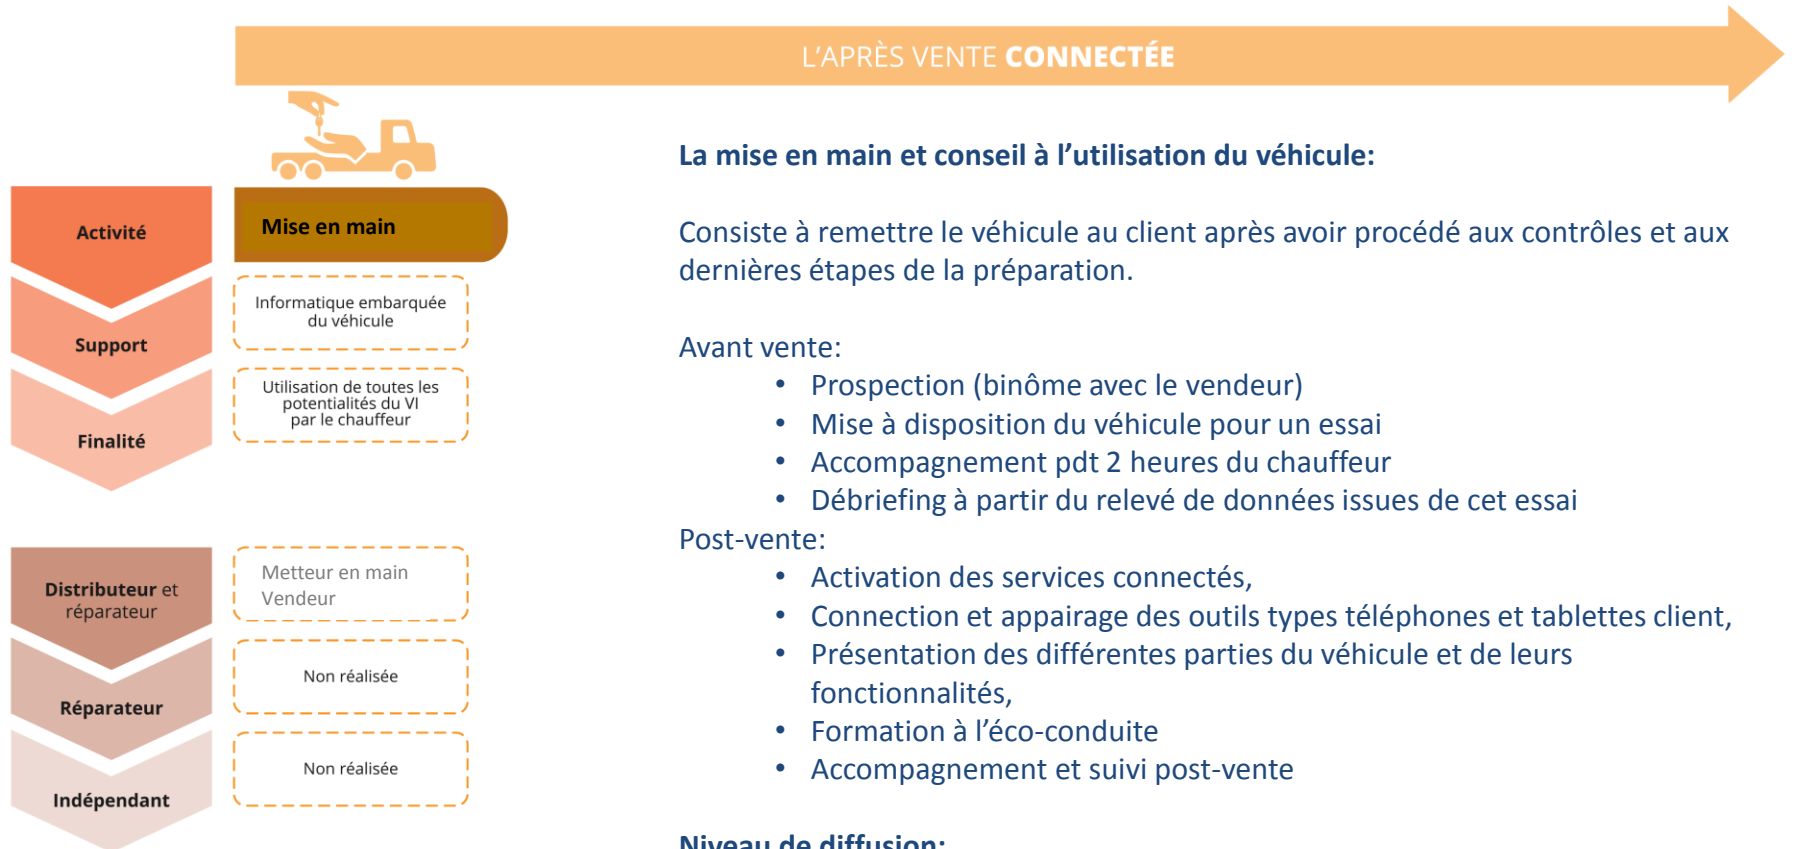 L'APRÈS VENTE CONNECTÉE
Activité
Mise en main
Support
Informatique embarquée
du véhicule
Finalité
Utilisation de toutes les
potentialités du VI
par le chauffeur
Distributeur et
réparateur
Metteur en main
Vendeur
Réparateur
Non réalisée
Indépendant
Non réalisée
La mise en main et conseil à l'utilisation du véhicule:
Consiste à remettre le véhicule au client après avoir procédé aux contrôles et aux
dernières étapes de la préparation.
Avant vente:
• Prospection (binôme avec le vendeur)
• Mise à disposition du véhicule pour un essai
• Accompagnement pdt 2 heures du chauffeur
• Débriefing à partir du relevé de données issues de cet essai
Post-vente:
• Activation des services connectés,
• Connection et appairage des outils types téléphones et tablettes client,
• Présentation des différentes parties du véhicule et de leurs
fonctionnalités,
• Formation à l'éco-conduite
• Accompagnement et suivi post-vente
Niveau de diffusion: